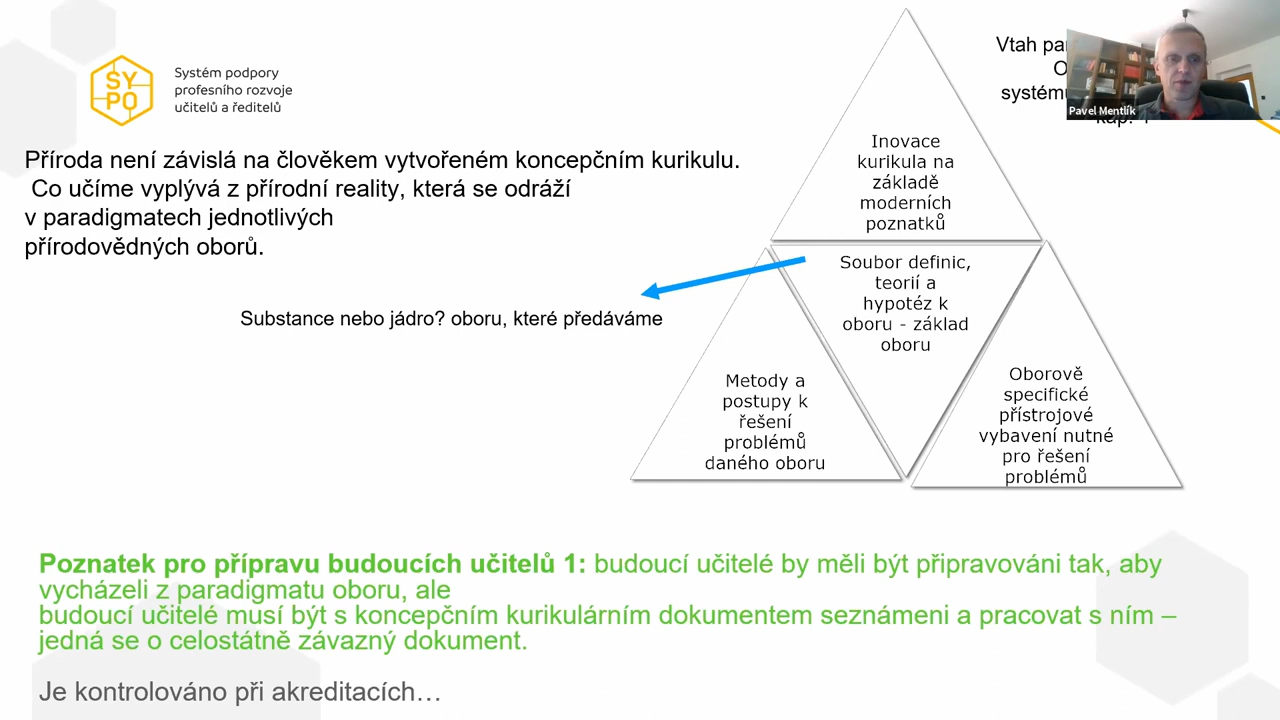 SYPO
Systém podpory
profesního rozvoje
učitelů a ředitelů
Vtah
systému
Pavel Mentlík
Příroda není závislá na člověkem vytvořeném koncepčním kurikulu.
Co učíme vyplývá z přírodní reality, která se odráží
v paradigmatech jednotlivých
přírodovědných oborů.
Substance nebo jádro? oboru, které předáváme
Inovace
kurikula na
základě
moderních
poznatků
Soubor definic,
teorií a
hypotéz k
oboru - základ
oboru
Metody a
postupy k
řešení
problémů
daného oboru
Oborově
specifické
přístrojové
vybavení nutné
pro řešení
problémů
Poznatek pro přípravu budoucích učitelů 1: budoucí učitelé by měli být připravováni tak, aby
vycházeli z paradigmatu oboru, ale
budoucí učitelé musí být s koncepčním kurikulárním dokumentem seznámeni a pracovat s ním –
jedná se o celostátně závazný dokument.
Je kontrolováno při akreditacích…